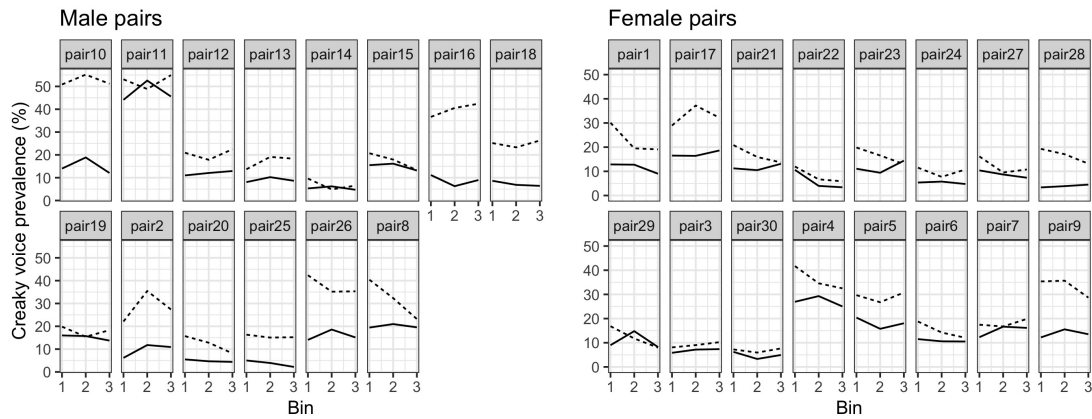 Male pairs
Female pairs
pair10 pair11 pair12 pair13 pair14 pair15 pair16 pair18
pair1 pair17 pair21 pair22 pair23 pair24 pair27 pair28
50
40
30
20
10
0
50
40
30
20
10
0
1 2 3 1 2 3
pair19 pair2 pair20 pair25 pair26 pair8
pair29 pair3 pair30 pair4 pair5 pair6 pair7 pair9
50
40
30
20
10
0
50
40
30
20
10
0
1 2 3 1 2 3 1 2 3 1 2 3 1 2 3 1 2 3
1 2 3 1 2 3 1 2 3 1 2 3 1 2 3 1 2 3 1 2 3 1 2 3
Creaky voice prevalence (%)
Bin
Bin